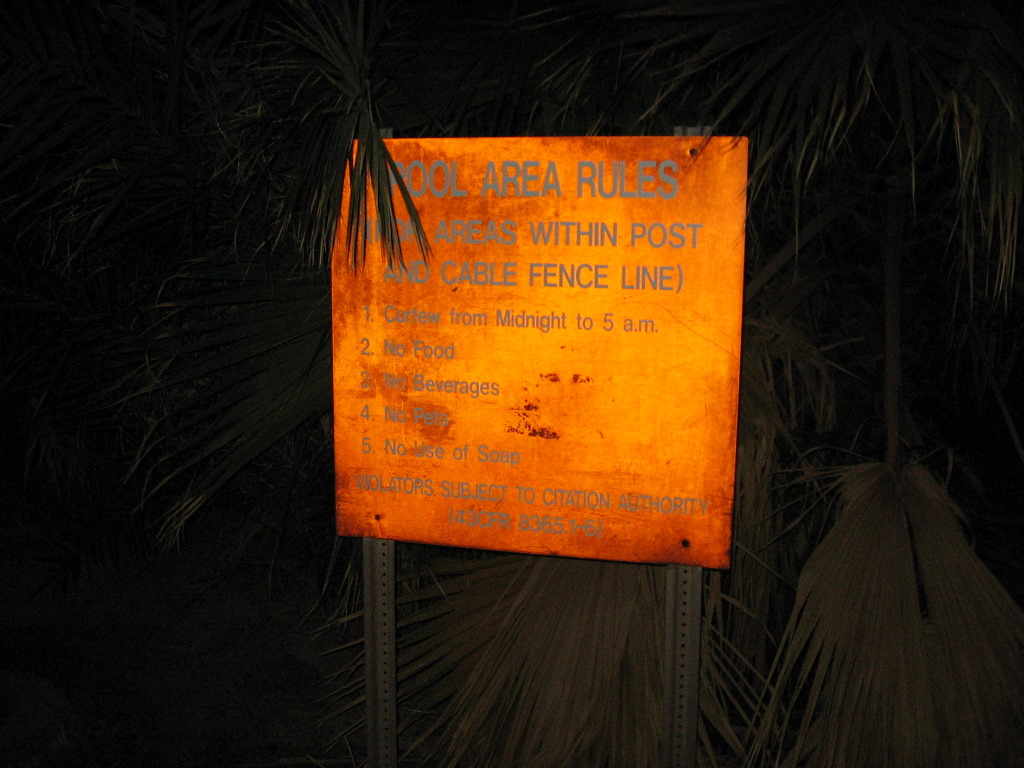 POOL AREA RULES
(FOR AREAS WITHIN POST
AND CABLE FENCE LINE)
1. Curfew from Midnight to 5 a.m.
2. No Food
3. No Beverages
4. No Pets
5. No Use of Soap
VIOLATORS SUBJECT TO CITATION AUTHORITY
(43CFR 8365.1-6)